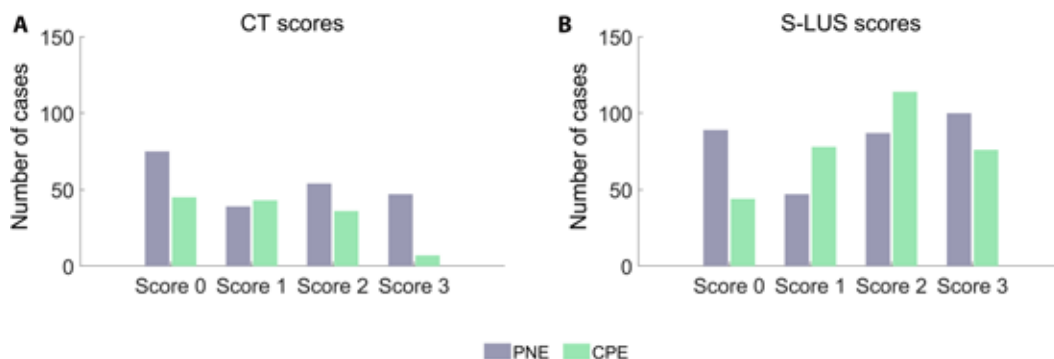 A
CT scores
Number of cases
150
100
50
0
Score 0
Score 1
Score 2
Score 3
B
S-LUS scores
Number of cases
150
100
50
0
Score 0
Score 1
Score 2
Score 3
PNE
CPE